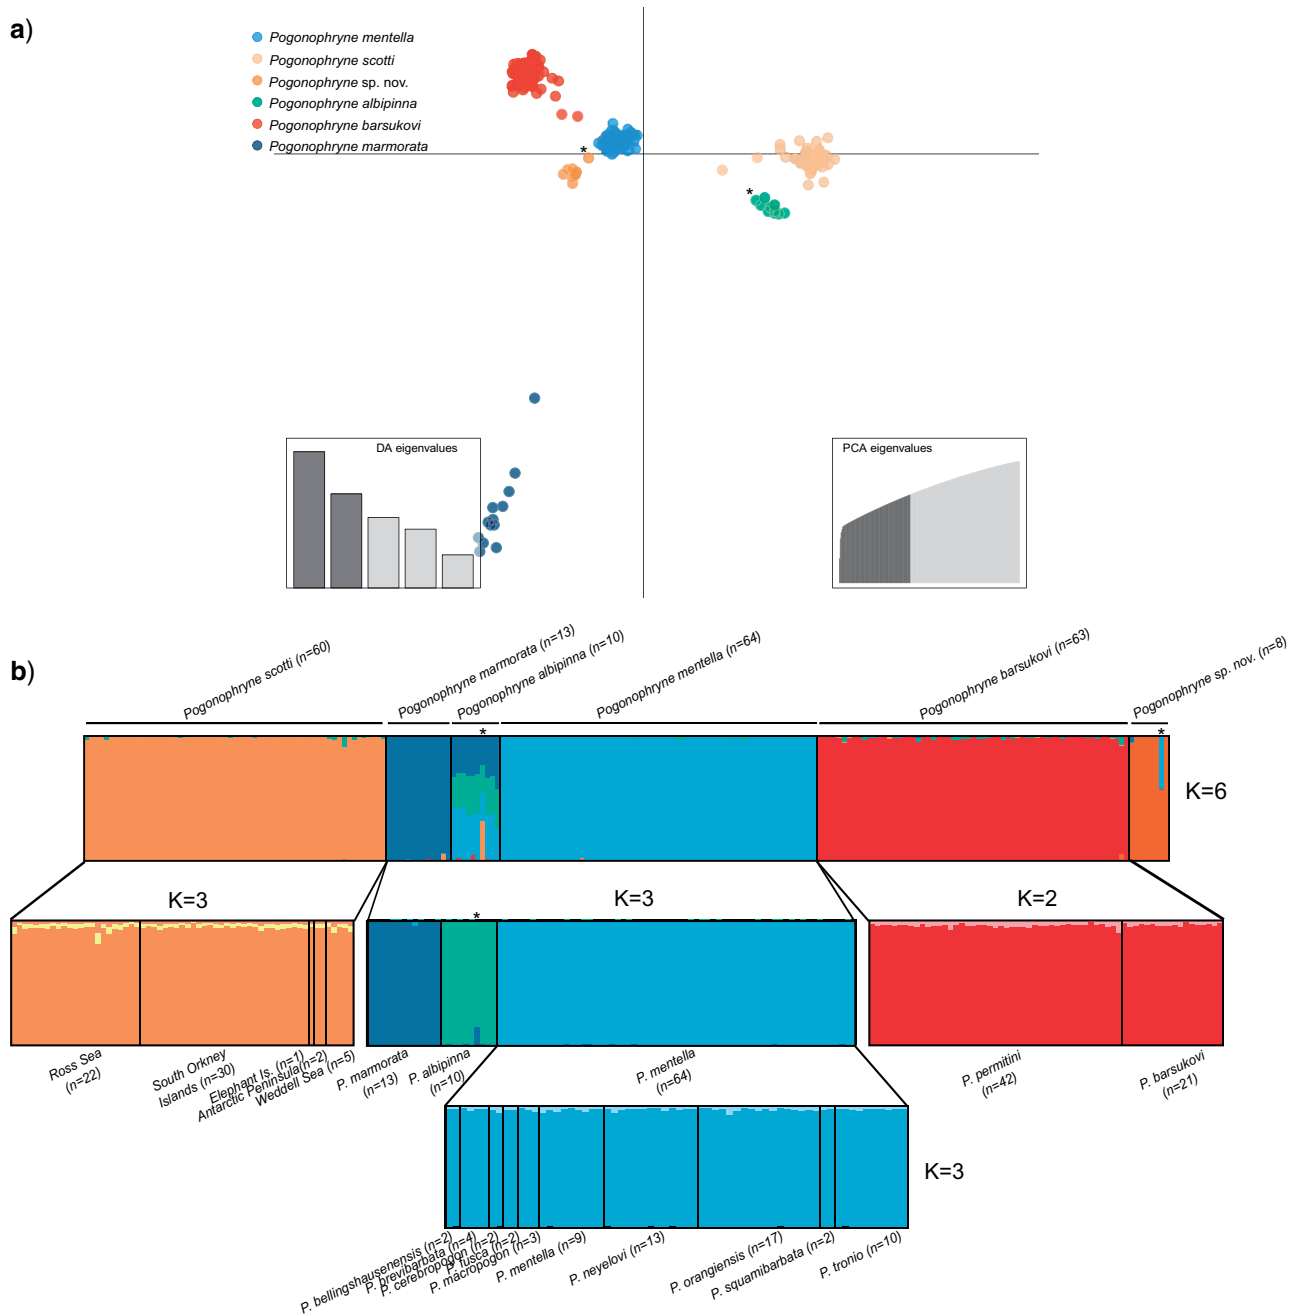 a)
Pogonophryne mentella
Pogonophryne scotti
Pogonophryne sp. nov.
Pogonophryne albipinna
Pogonophryne barsukovi
Pogonophryne marmorata
*
*
DA eigenvalues
PCA eigenvalues
b)
Pogonophryne scotti (n=60)
Pogonophryne marmorata (n=13)
Pogonophryne albipinna (n=10)
Pogonophryne mentella (n=64)
Pogonophryne barsukovi (n=63)
Pogonophryne sp. nov. (n=8)
*
*
K=6
K=3
K=3
K=2
*
Ross Sea
(n=22)
South Orkney
Islands (n=30)
Elephant Is. (n=1)
Antarctic Peninsula(n=2)
Weddell Sea (n=5)
P. marmorata
(n=13)
P. albipinna
(n=10)
P. mentella
(n=64)
P. permitini
(n=42)
P. barsukovi
(n=21)
K=3
P. bellingshausenensis (n=2)
P. brevibarbata (n=4)
P. cerebropogon (n=2)
P. fusca (n=2)
P. macropogon (n=3)
P. mentella (n=9)
P. neyelovi (n=13)
P. orangiensis (n=17)
P. squamibarbata (n=2)
P. tronio (n=10)